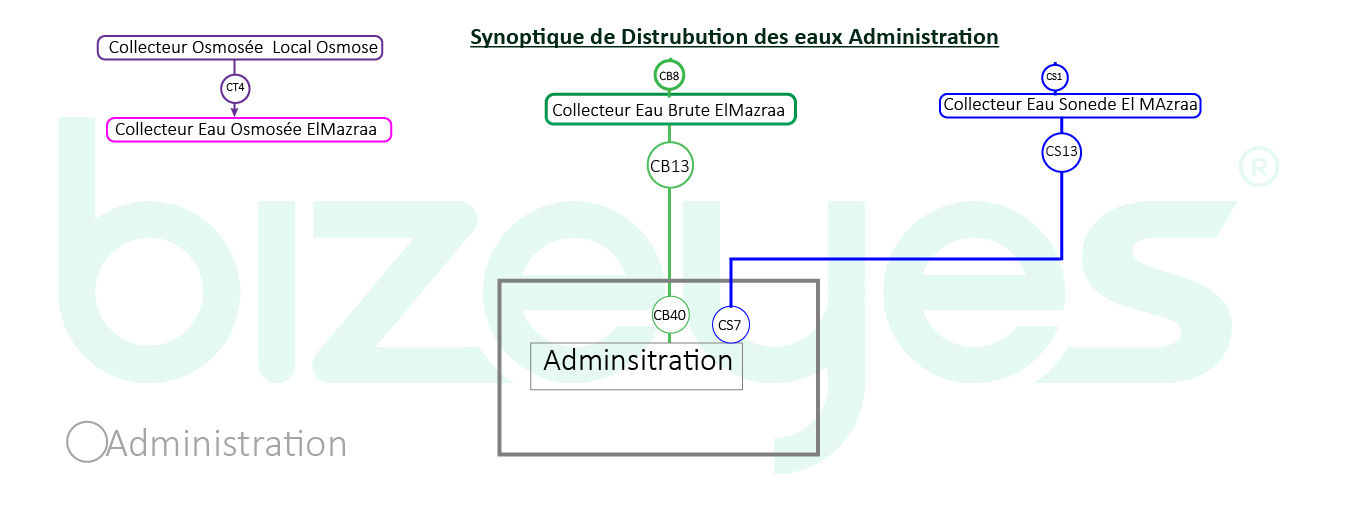 Synoptique de Distrubution des eaux Administration
Collecteur Osmosée Local Osmose
CT4
Collecteur Eau Osmosée ElMazraa
CB8
Collecteur Eau Brute ElMazraa
CB13
CS1
Collecteur Eau Sonede El MAzraa
CS13
CB40
CS7
Adminsitration
Administration
bizeyes
®